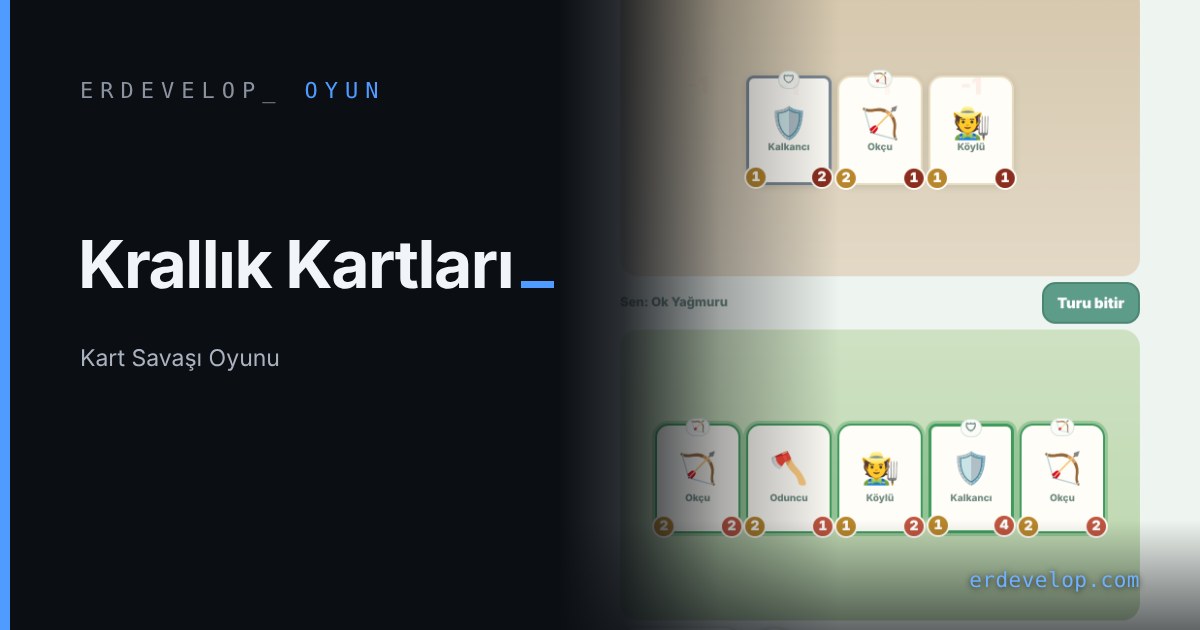 ERDEVELOP_ OYUN
Krallık Kartları_
Kart Savaşı Oyunu
-1
Kalkancı Okçu Köylü
1 2 2 1 1 1
Sen: Ok Yağmuru
Turu bitir
Okçu Oduncu Köylü Kalkancı Okçu
2 2 2 1 1 2 1 4 2 2
erdevelop.com